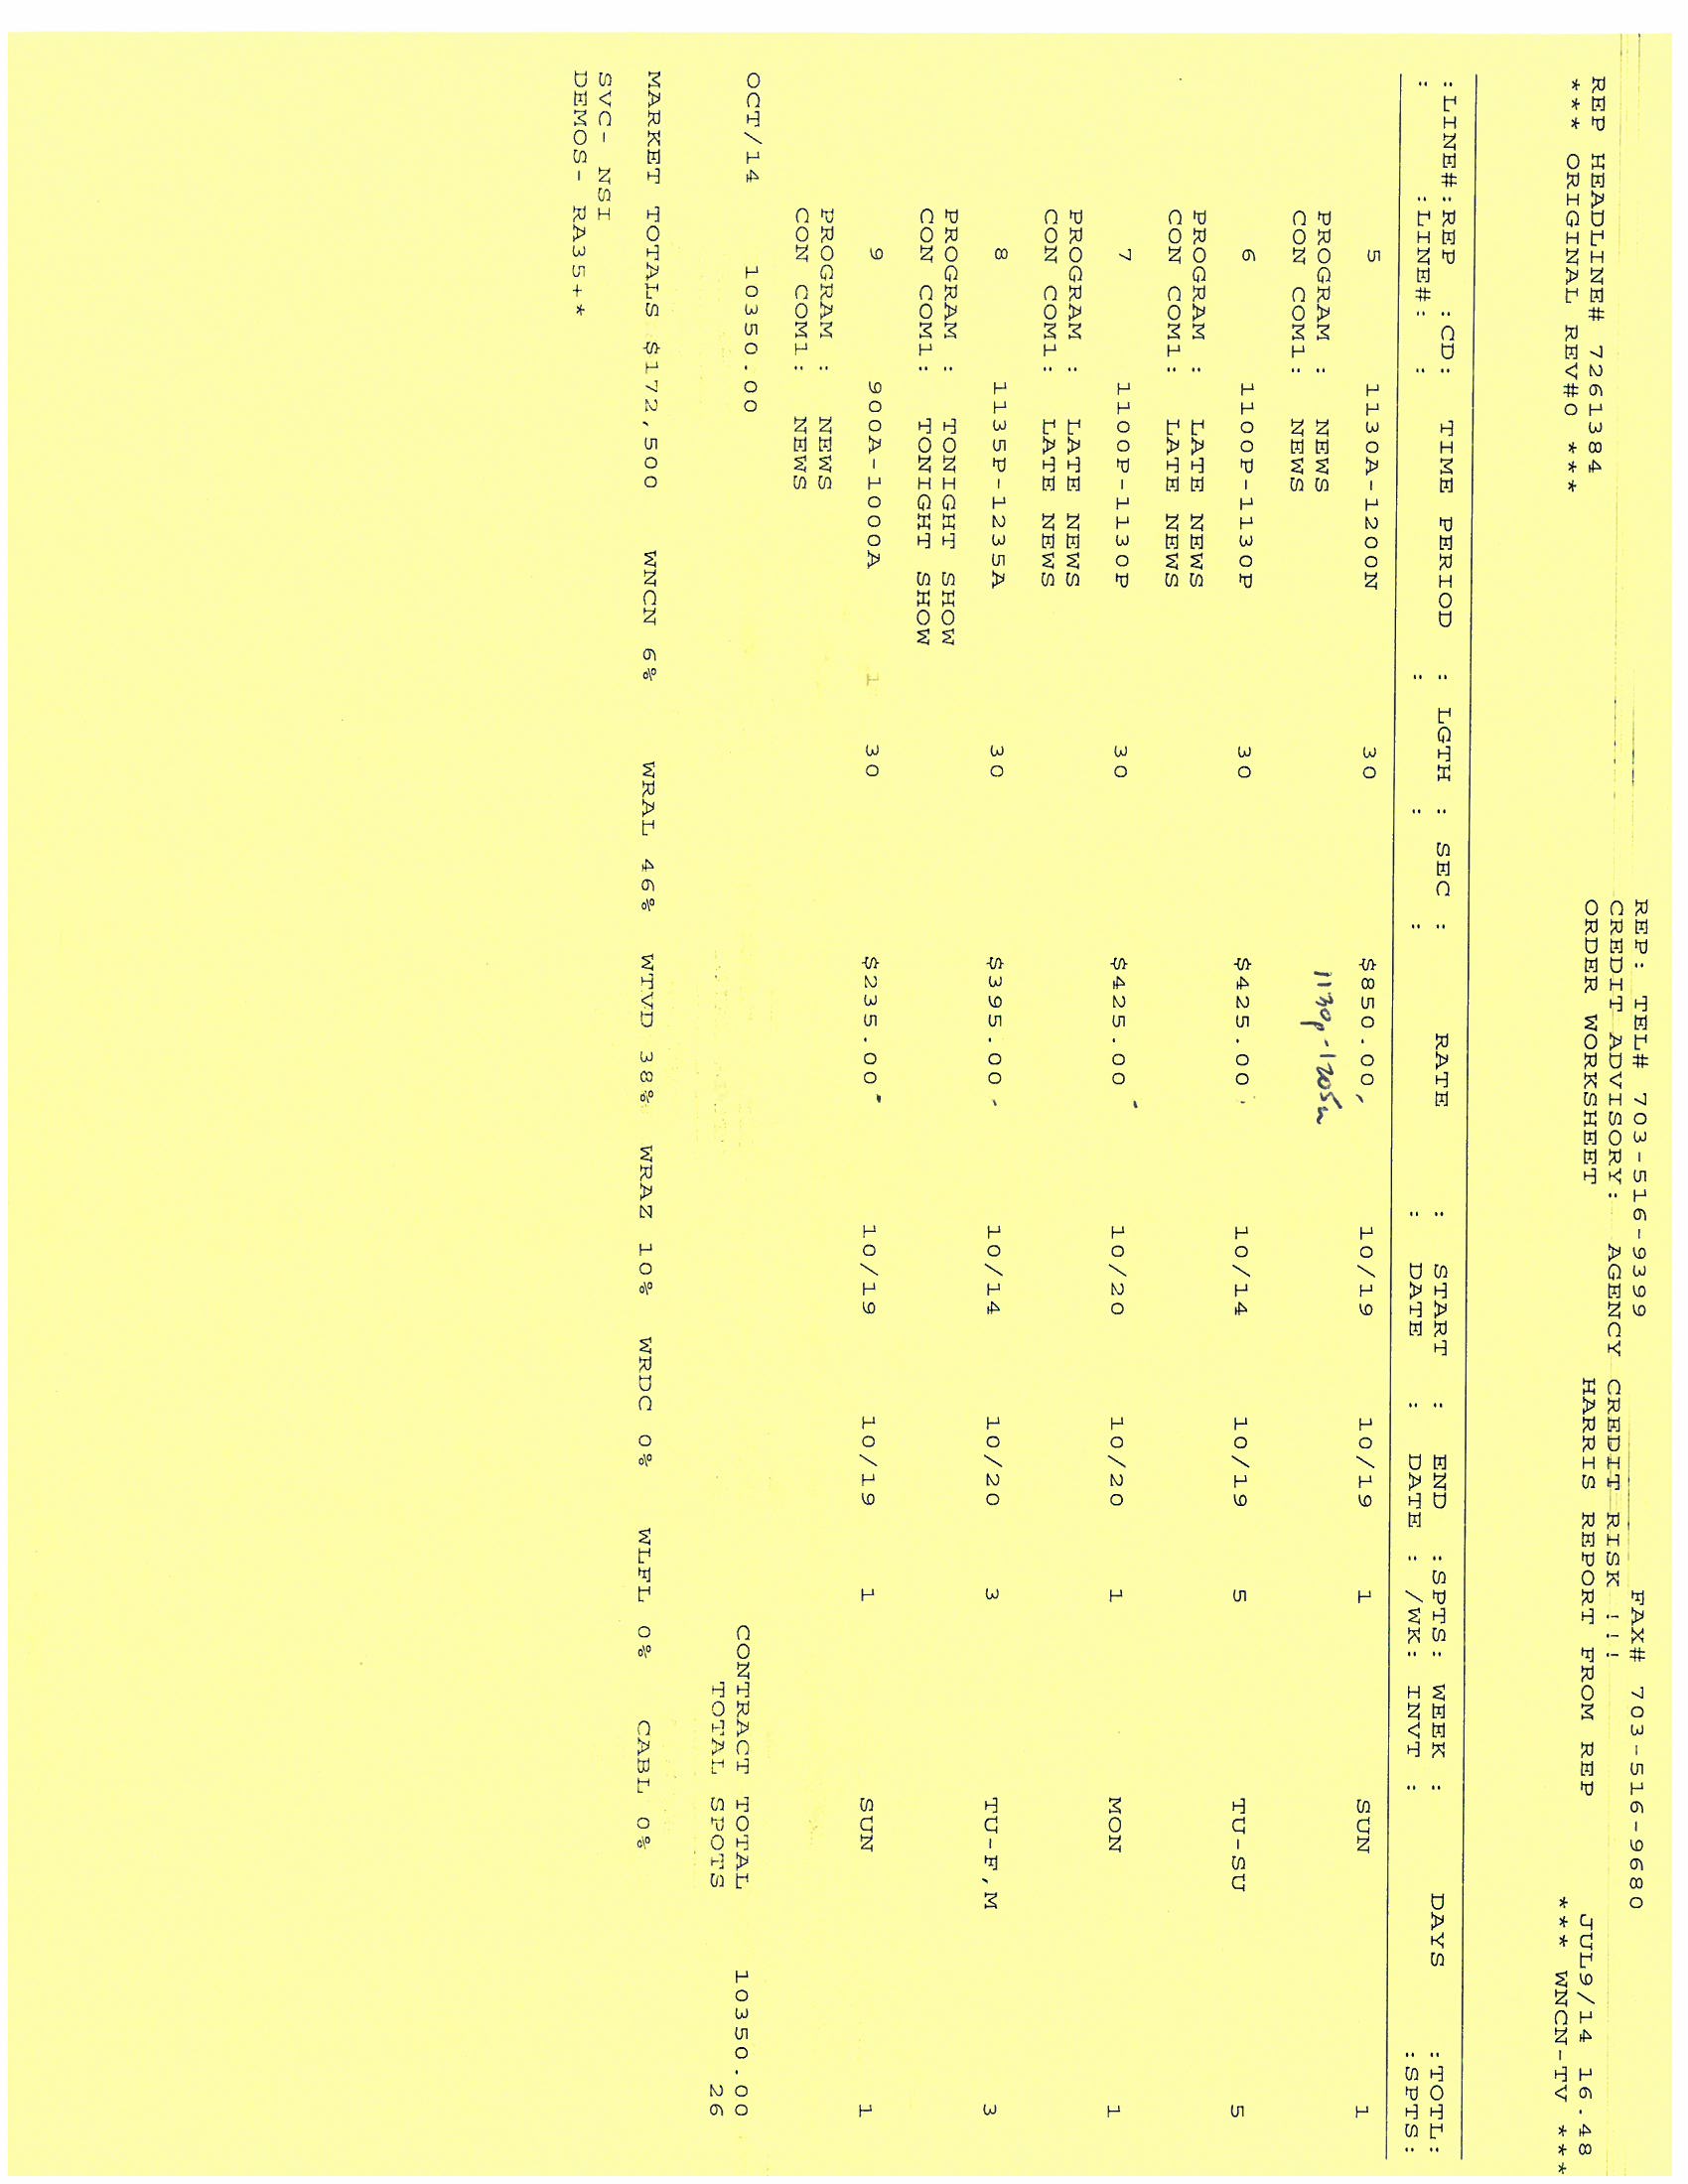 REP: TEL# 703-516-9399 FAX# 703-516-9680
CREDIT ADVISORY: AGENCY CREDIT RISK !!!
REP HEADLINE# 7261384 ORDER WORKSHEET HARRIS REPORT FROM REP JUL9/14 16.48
*** ORIGINAL REV#0 *** *** WNCN-TV ***
:LINE#:REP :CD: TIME PERIOD : LGTH : SEC : RATE : START : END :SPTS: WEEK : DAYS :TOTL:
: :LINE#: : : : : : DATE : DATE : /WK: INVT : :SPTS:
5 1130A-1200N 30 $850.00 10/19 10/19 1 SUN 1
1130p-1205a
PROGRAM : NEWS
CON COM1: NEWS
6 1100P-1130P 30 $425.00 10/14 10/19 5 TU-SU 5
PROGRAM : LATE NEWS
CON COM1: LATE NEWS
7 1100P-1130P 30 $425.00 10/20 10/20 1 MON 1
PROGRAM : LATE NEWS
CON COM1: LATE NEWS
8 1135P-1235A 30 $395.00 10/14 10/20 3 TU-F,M 3
PROGRAM : TONIGHT SHOW
CON COM1: TONIGHT SHOW
9 900A-1000A 1 30 $235.00 10/19 10/19 1 SUN 1
PROGRAM : NEWS
CON COM1: NEWS
OCT/14 10350.00 CONTRACT TOTAL 10350.00
TOTAL SPOTS 26
MARKET TOTALS $172,500 WNCN 6% WRAL 46% WTVD 38% WRAZ 10% WRDC 0% WLFL 0% CABL 0%
SVC- NSI
DEMOS- RA35+*